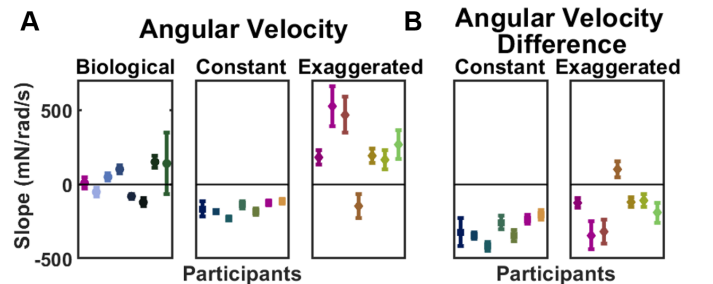 A
Angular Velocity
Biological Constant Exaggerated
Slope (mN/rad/s)
500
0
-500
Participants
B
Angular Velocity
Difference
Constant Exaggerated
Participants